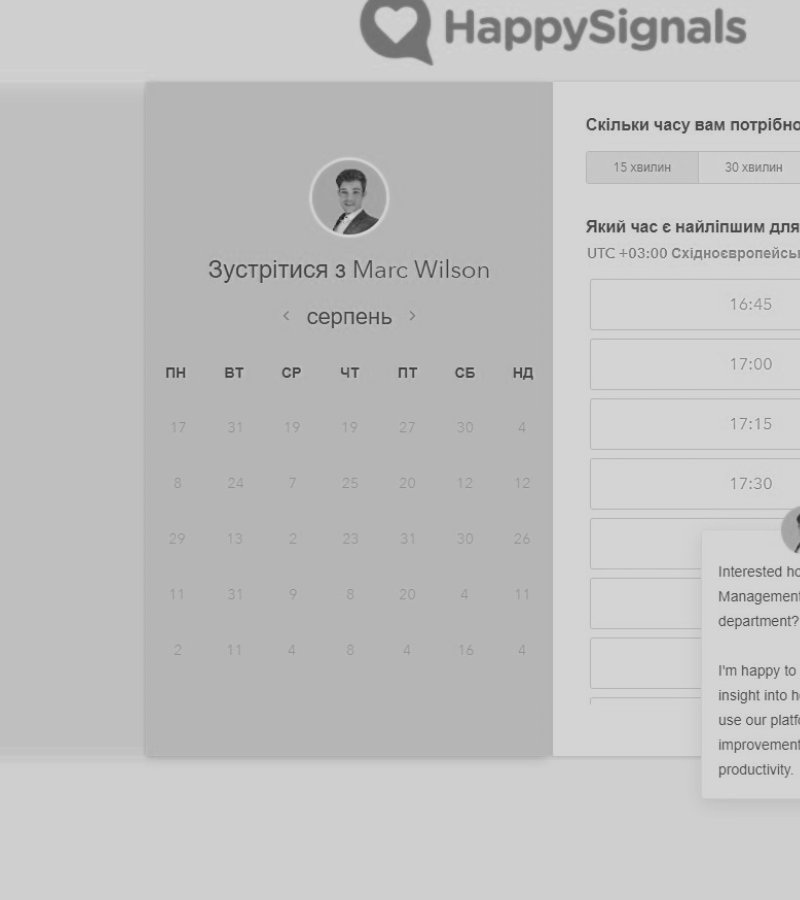 HappySignals
Зустрітися з Marc Wilson
серпень
ПН ВТ СР ЧТ ПТ СБ НД
17 31 19 19 27 30 4
8 24 7 25 20 12 12
29 13 2 23 31 30 26
11 31 9 8 20 4 11
2 11 4 8 4 16 4
Скільки часу вам потрібно
15 хвилин 30 хвилин
Який час є найліпшим для
UTC +03:00 Східноєвропейськ
16:45
17:00
17:15
17:30
Interested ho
Management
department?
I'm happy to
insight into h
use our platf
improvement
productivity.